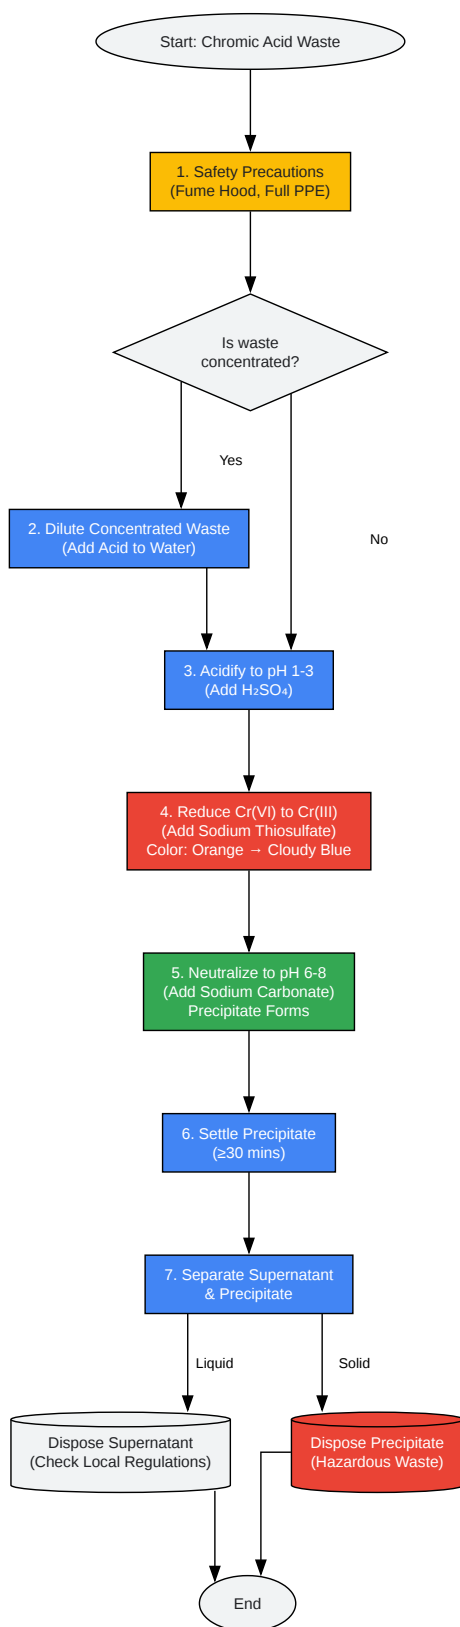 Start: Chromic Acid Waste
1. Safety Precautions
(Fume Hood, Full PPE)
Is waste
concentrated?
Yes
2. Dilute Concentrated Waste
(Add Acid to Water)
No
3. Acidify to pH 1-3
(Add H₂SO₄)
4. Reduce Cr(VI) to Cr(III)
(Add Sodium Thiosulfate)
Color: Orange → Cloudy Blue
5. Neutralize to pH 6-8
(Add Sodium Carbonate)
Precipitate Forms
6. Settle Precipitate
(≥30 mins)
7. Separate Supernatant
& Precipitate
Liquid
Solid
Dispose Supernatant
(Check Local Regulations)
Dispose Precipitate
(Hazardous Waste)
End